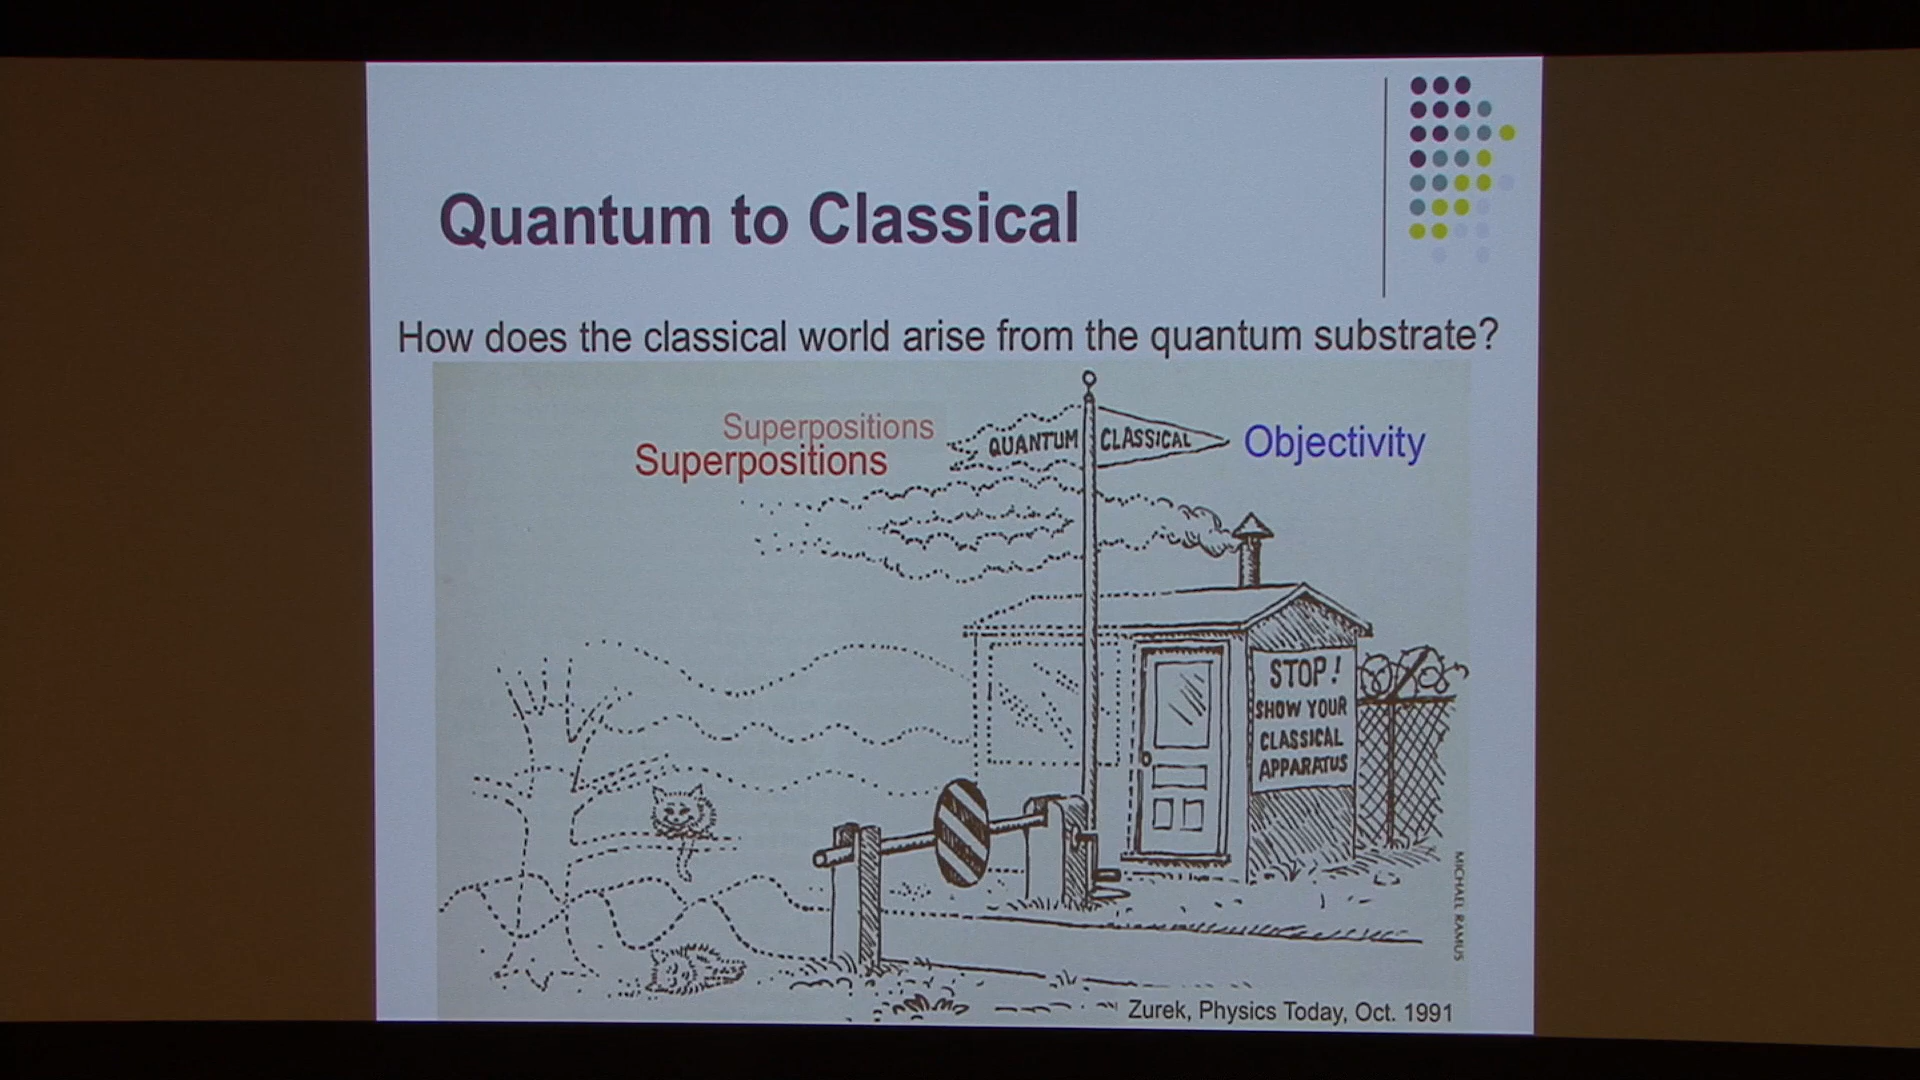 Quantum to Classical
How does the classical world arise from the quantum substrate?
Superpositions
Superpositions
QUANTUM CLASSICAL
Objectivity
STOP!
SHOW YOUR
CLASSICAL
APPARATUS
MICHAEL RAMUS
Zurek, Physics Today, Oct. 1991